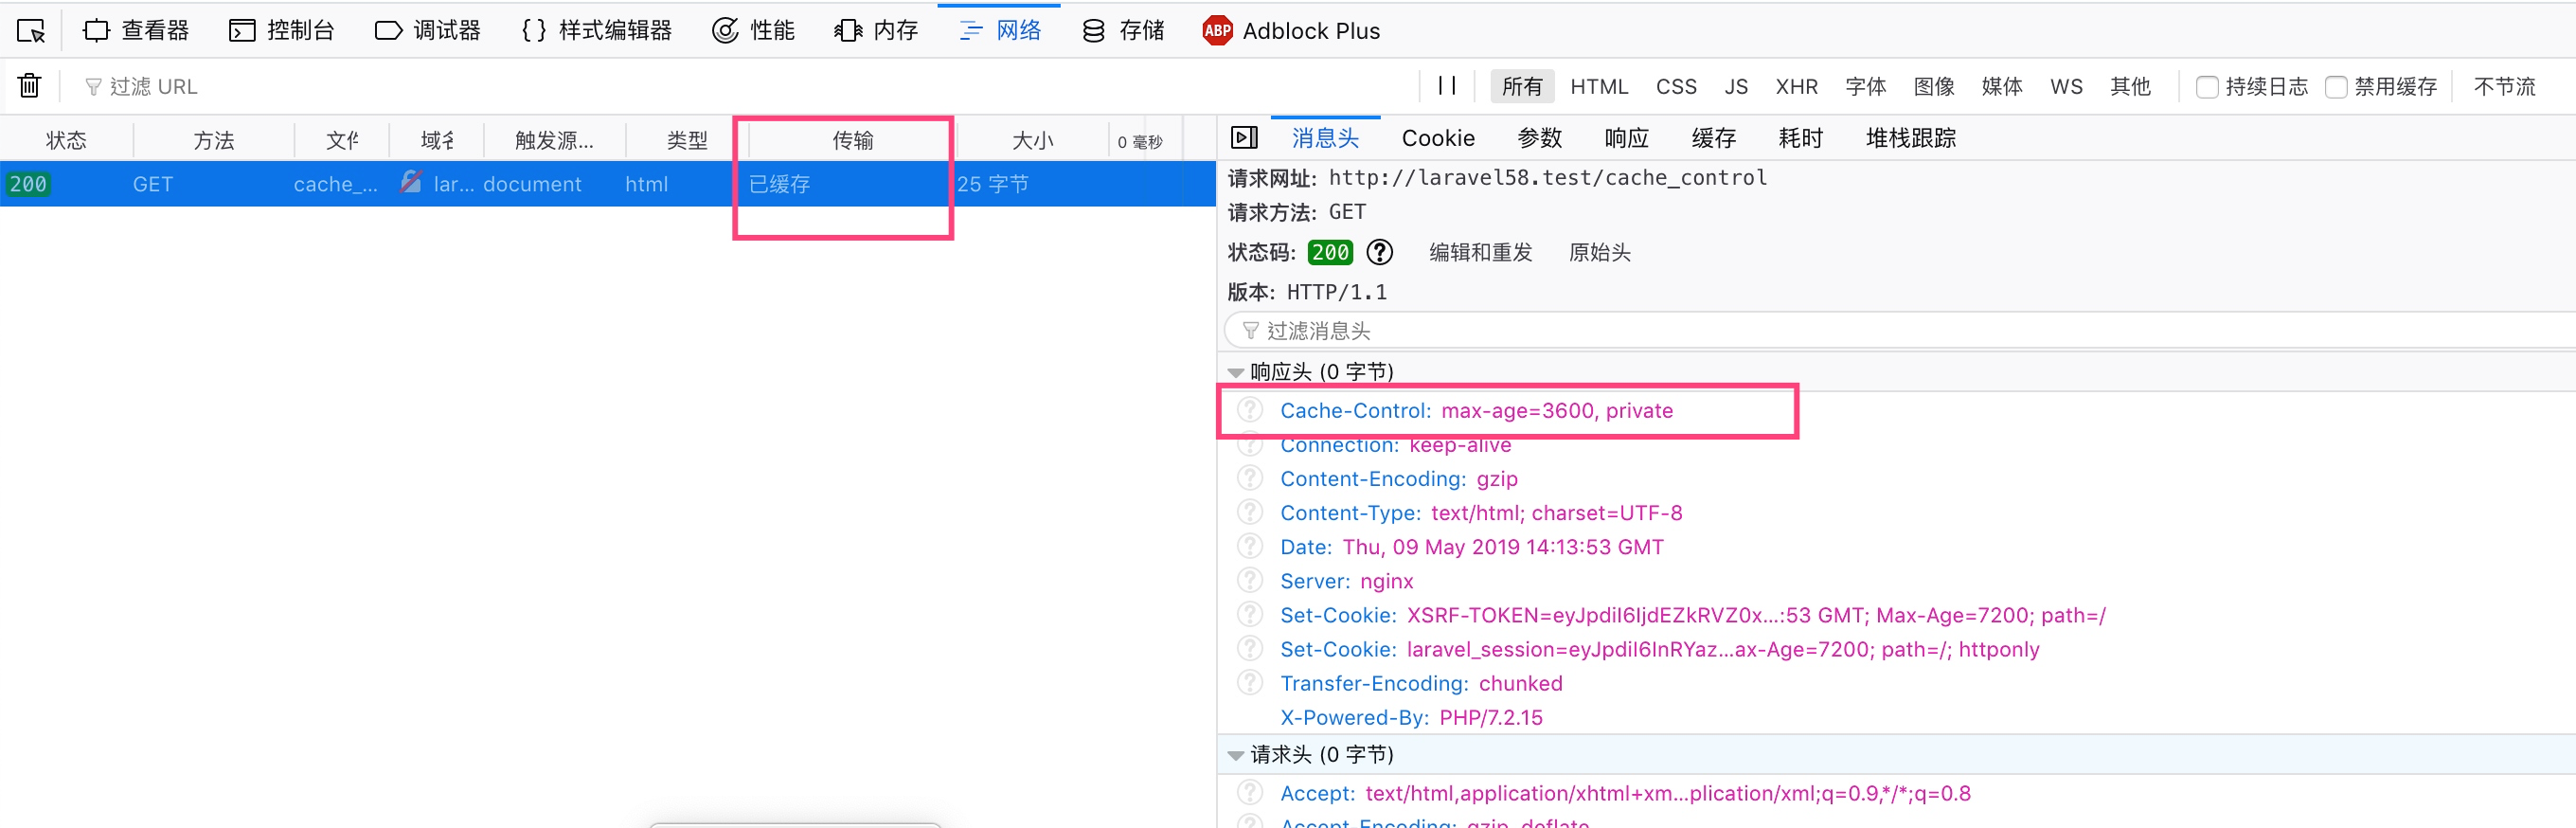 查看器 控制台 调试器 {} 样式编辑器 性能 内存 网络 存储 ABP Adblock Plus
过滤 URL 所有 HTML CSS JS XHR 字体 图像 媒体 WS 其他 持续日志 禁用缓存 不节流
状态 方法 文件 域名 触发源... 类型 传输 大小 0 毫秒 消息头 Cookie 参数 响应 缓存 耗时 堆栈跟踪
200 GET cache_... lar... document html 已缓存 25 字节
请求网址: http://laravel58.test/cache_control
请求方法: GET
状态码: 200 ? 编辑和重发 原始头
版本: HTTP/1.1
过滤消息头
响应头 (0 字节)
? Cache-Control: max-age=3600, private
? Connection: keep-alive
? Content-Encoding: gzip
? Content-Type: text/html; charset=UTF-8
? Date: Thu, 09 May 2019 14:13:53 GMT
? Server: nginx
? Set-Cookie: XSRF-TOKEN=eyJpdiI6IjdEZkRVZ0x...:53 GMT; Max-Age=7200; path=/
? Set-Cookie: laravel_session=eyJpdiI6InRYaz...ax-Age=7200; path=/; httponly
? Transfer-Encoding: chunked
X-Powered-By: PHP/7.2.15
请求头 (0 字节)
? Accept: text/html,application/xhtml+xm...plication/xml;q=0.9,*/*;q=0.8
? Accept-Encoding: gzip, deflate